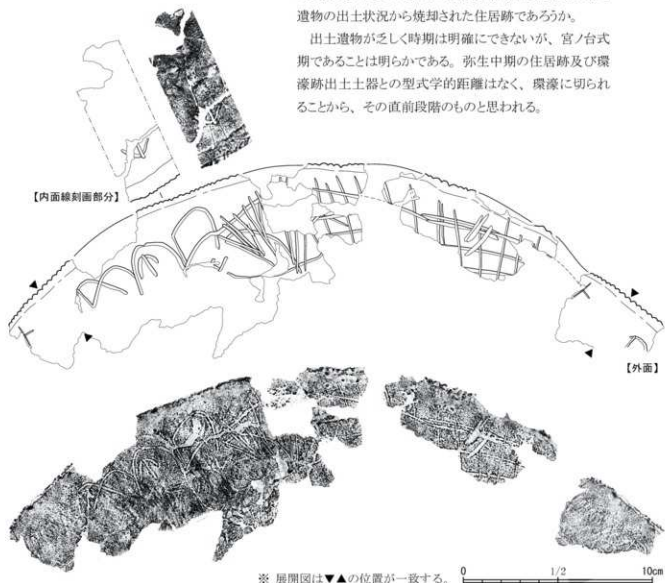 遺物の出土状況から焼却された住居跡であろうか。
出土遺物が乏しく時期は明確にできないが、宮ノ台式
期であることは明らかである。弥生中期の住居跡及び環
濠跡出土土器との型式学的距離はなく、環濠に切られ
ることから、その直前段階のものと思われる。
【内面線刻画部分】
【外面】
※ 展開図は▼▲の位置が一致する。
0 1/2 10cm